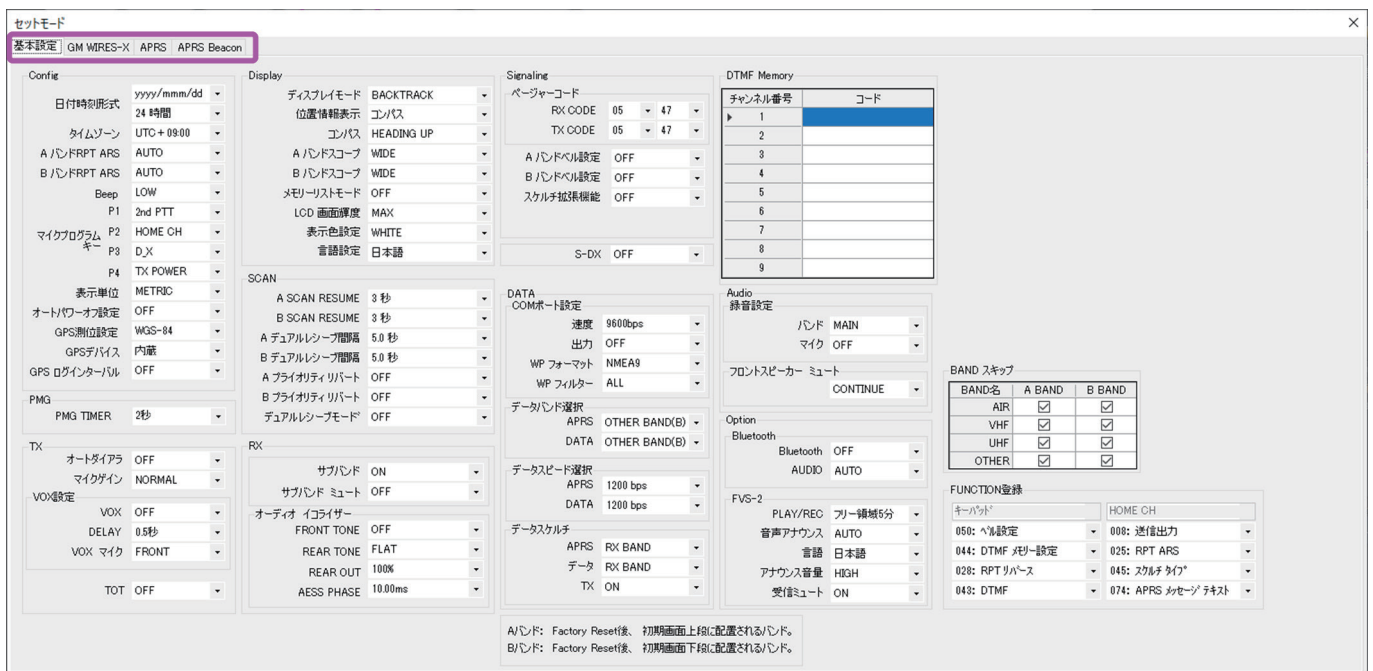 セットモード
基本設定 GM WIRES-X APRS APRS Beacon
Config
日付時刻形式 yyyy/mmm/dd
24 時間
タイムゾーン UTC + 09:00
A バンドRPT ARS AUTO
B バンドRPT ARS AUTO
Beep LOW
マイクプログラムキー
P1 2nd PTT
P2 HOME CH
P3 D_X
P4 TX POWER
表示単位 METRIC
オートパワーオフ設定 OFF
GPS測位設定 WGS-84
GPSデバイス 内蔵
GPS ログインターバル OFF
PMG
PMG TIMER 2秒
TX
オートダイアラ OFF
マイクゲイン NORMAL
VOX設定
VOX OFF
DELAY 0.5秒
VOX マイク FRONT
TOT OFF
Display
ディスプレイモード BACKTRACK
位置情報表示 コンパス
コンパス HEADING UP
A バンドスコープ WIDE
B バンドスコープ WIDE
メモリーリストモード OFF
LCD 画面輝度 MAX
表示色設定 WHITE
言語設定 日本語
SCAN
A SCAN RESUME 3 秒
B SCAN RESUME 3 秒
A デュアルレシーブ間隔 5.0 秒
B デュアルレシーブ間隔 5.0 秒
A プライオリティ リバート OFF
B プライオリティ リバート OFF
デュアルレシーブモード OFF
RX
サブバンド ON
サブバンド ミュート OFF
オーディオ イコライザー
FRONT TONE OFF
REAR TONE FLAT
REAR OUT 100%
AESS PHASE 10.00ms
Signaling
ページャーコード
RX CODE 05 47
TX CODE 05 47
A バンドベル設定 OFF
B バンドベル設定 OFF
スケルチ拡張機能 OFF
S-DX OFF
DATA
COMポート設定
速度 9600bps
出力 OFF
WP フォーマット NMEA9
WP フィルター ALL
データバンド選択
APRS OTHER BAND(B)
DATA OTHER BAND(B)
データスピード選択
APRS 1200 bps
DATA 1200 bps
データスケルチ
APRS RX BAND
データ RX BAND
TX ON
DTMF Memory
チャンネル番号 コード
1
2
3
4
5
6
7
8
9
Audio
録音設定
バンド MAIN
マイク OFF
フロントスピーカー ミュート
CONTINUE
Option
Bluetooth
Bluetooth OFF
AUDIO AUTO
FVS-2
PLAY/REC フリー領域5分
音声アナウンス AUTO
言語 日本語
アナウンス音量 HIGH
受信ミュート ON
BAND スキップ
BAND名 A BAND B BAND
AIR
VHF
UHF
OTHER
FUNCTION登録
キーパッド HOME CH
050: ベル設定 008: 送信出力
044: DTMF メモリー設定 025: RPT ARS
028: RPT リバース 045: スケルチ タイプ
043: DTMF 074: APRS メッセージ テキスト
Aバンド: Factory Reset後、 初期画面上段に配置されるバンド。
Bバンド: Factory Reset後、 初期画面下段に配置されるバンド。